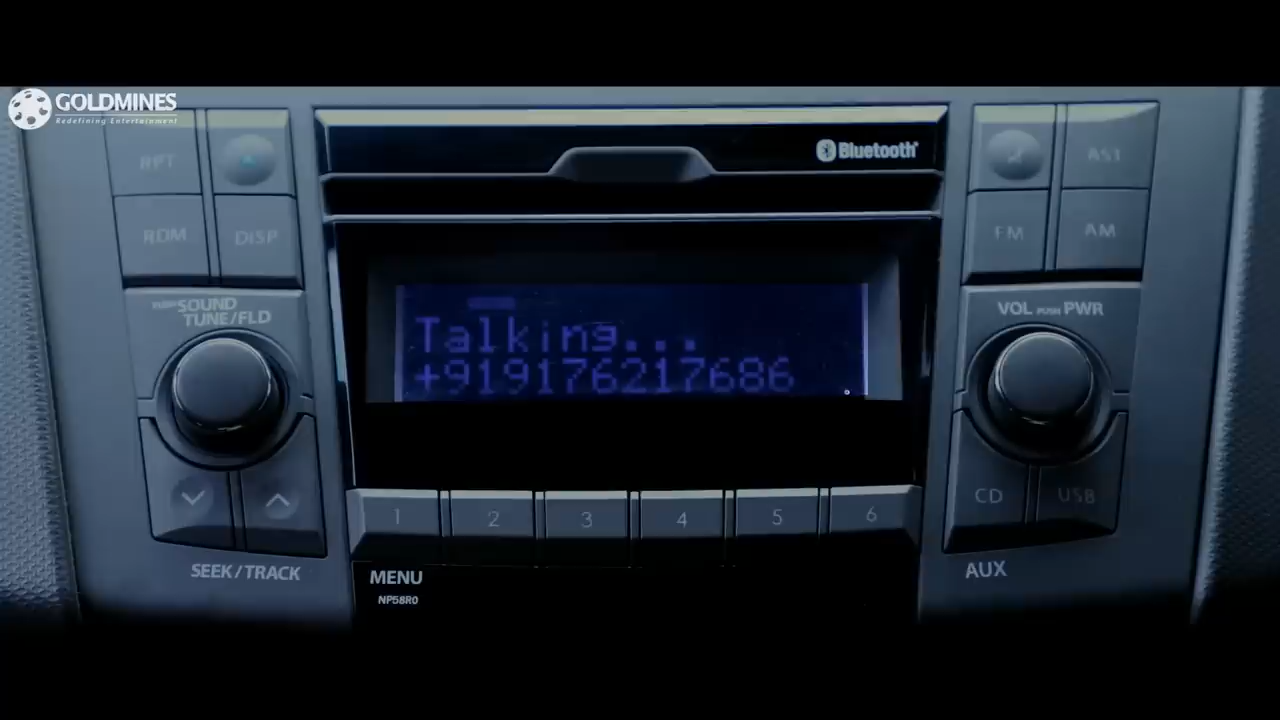 GOLDMINES
Redefining Entertainment
Bluetooth
RPT
AST
RDM
DISP
FM
AM
PUSH SOUND
TUNE/FLD
VOL PUSH PWR
Talking...
+919176217686
1
2
3
4
5
6
CD
USB
SEEK/TRACK
MENU
NP58R0
AUX